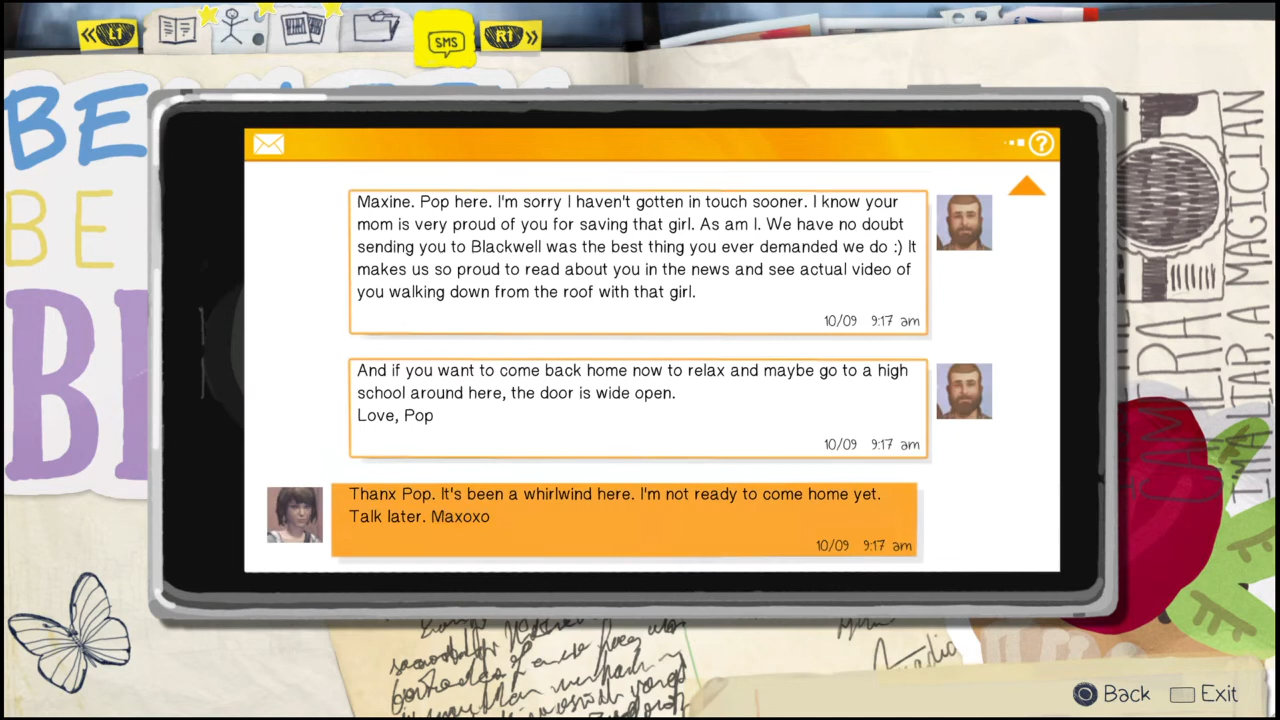 L1
SMS
R1
Maxine. Pop here. I'm sorry I haven't gotten in touch sooner. I know your
mom is very proud of you for saving that girl. As am I. We have no doubt
sending you to Blackwell was the best thing you ever demanded we do :) It
makes us so proud to read about you in the news and see actual video of
you walking down from the roof with that girl.
10/09 9:17 am
And if you want to come back home now to relax and maybe go to a high
school around here, the door is wide open.
Love, Pop
10/09 9:17 am
Thanx Pop. It's been a whirlwind here. I'm not ready to come home yet.
Talk later. Maxoxo
10/09 9:17 am
BE
BE
CAMERA
LIAR, A MAGICIAN
Back
Exit